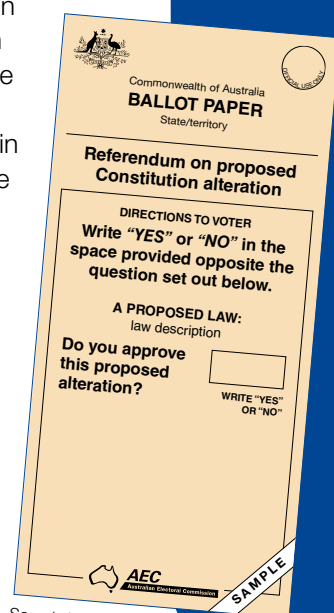 Commonwealth of Australia
BALLOT PAPER
State/territory
OFFICIAL USE ONLY
Referendum on proposed
Constitution alteration
DIRECTIONS TO VOTER
Write “YES” or “NO” in the
space provided opposite the
question set out below.
A PROPOSED LAW:
law description
Do you approve
this proposed
alteration?
WRITE “YES”
OR “NO”
AEC
Australian Electoral Commission
SAMPLE
in